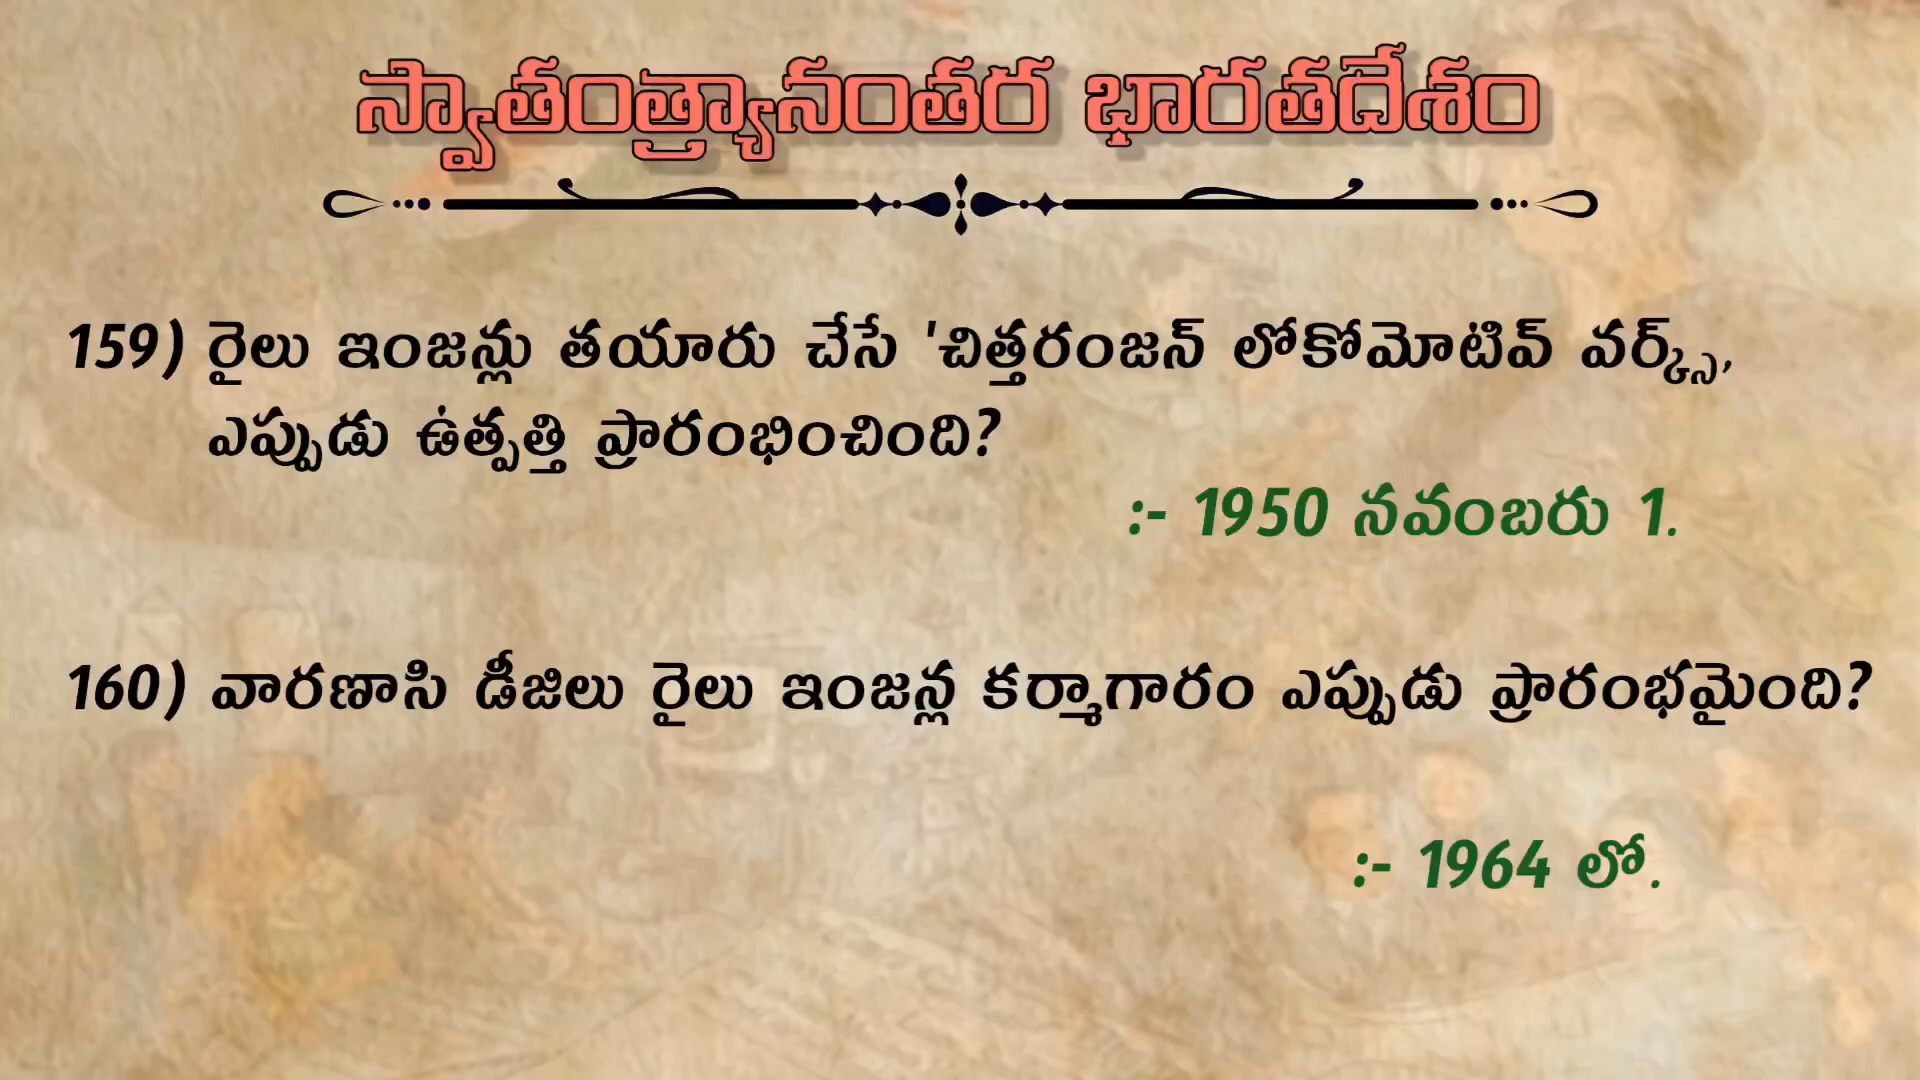 స్వాతంత్ర్యానంతర భారతదేశం
159) రైలు ఇంజన్లు తయారు చేసే 'చిత్తరంజన్ లోకోమోటివ్ వర్క్స్,
ఎప్పుడు ఉత్పత్తి ప్రారంభించింది?
:- 1950 నవంబరు 1.
160) వారణాసి డీజిలు రైలు ఇంజన్ల కర్మాగారం ఎప్పుడు ప్రారంభమైంది?
:- 1964 లో.